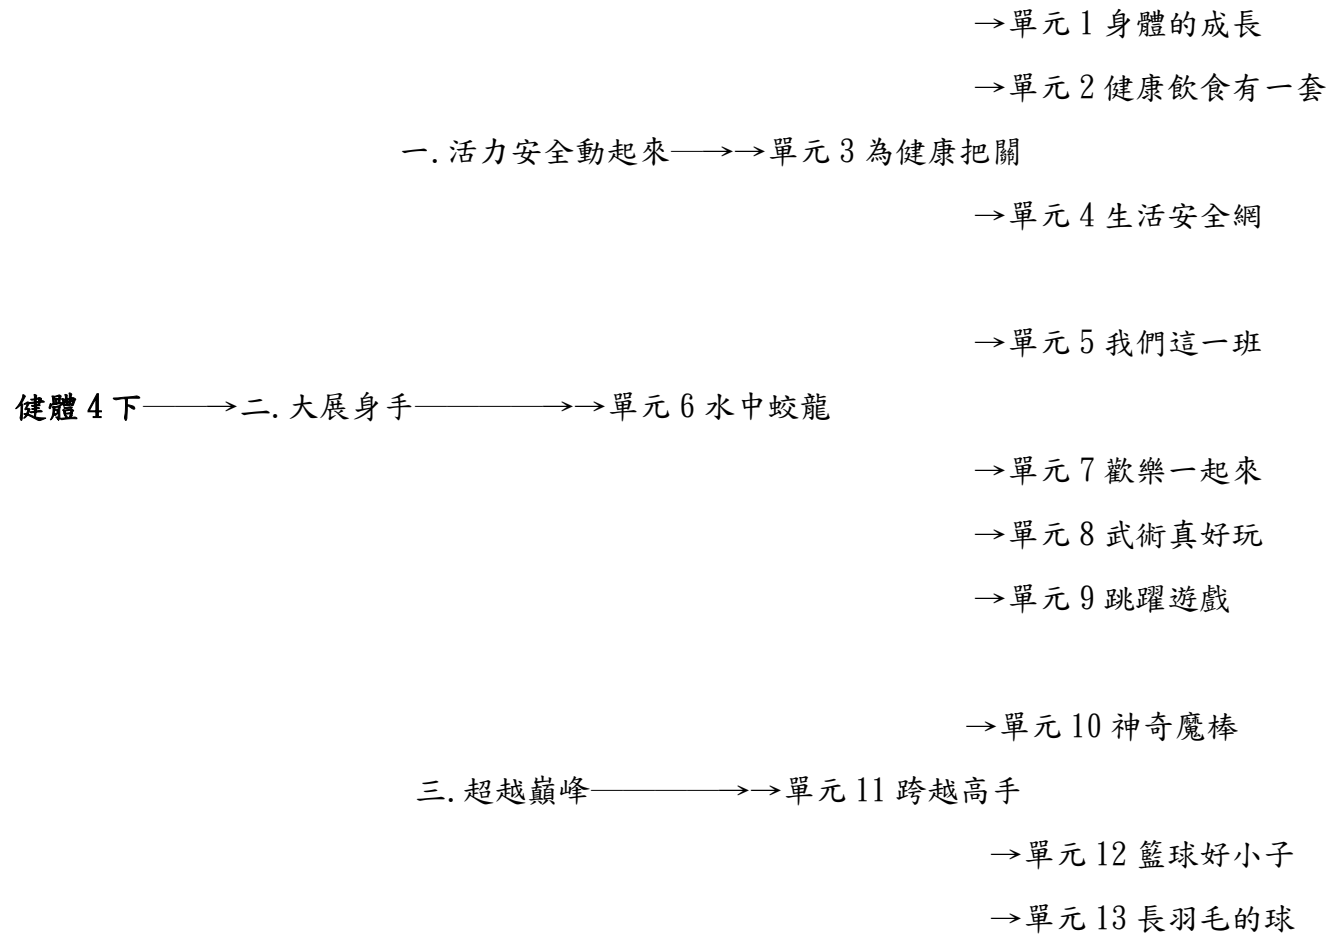 →單元 1 身體的成長
→單元 2 健康飲食有一套
一.活力安全動起來──→→單元 3 為健康把關
→單元 4 生活安全網
→單元 5 我們這一班
健體 4 下───→二.大展身手─────→→單元 6 水中蛟龍
→單元 7 歡樂一起來
→單元 8 武術真好玩
→單元 9 跳躍遊戲
→單元 10 神奇魔棒
三.超越巔峰─────→→單元 11 跨越高手
→單元 12 籃球好小子
→單元 13 長羽毛的球